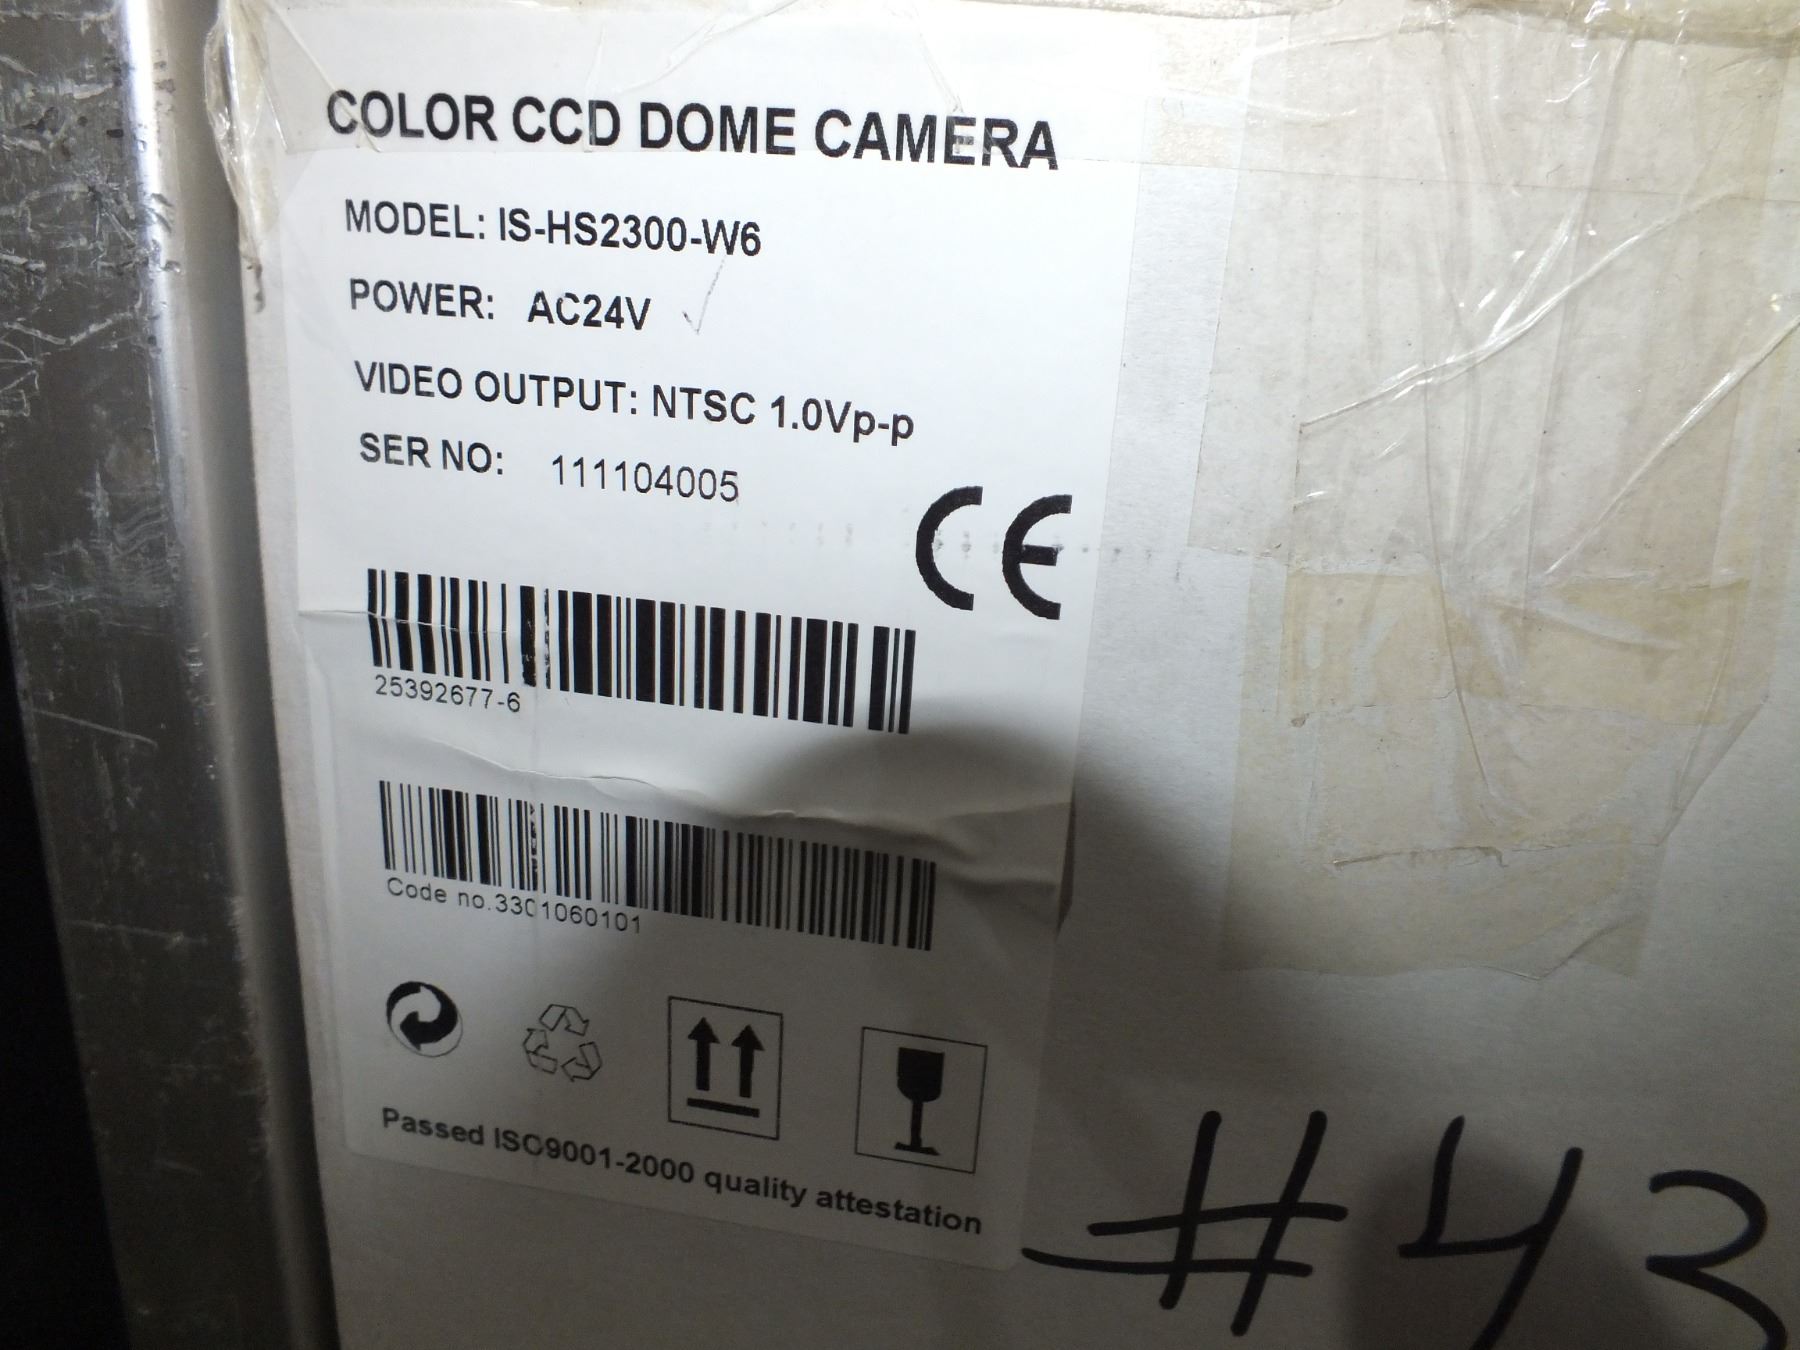 COLOR CCD DOME CAMERA
MODEL: IS-HS2300-W6
POWER: AC24V
VIDEO OUTPUT: NTSC 1.0Vp-p
SER NO: 111104005
CE
25392677-6
Code no.3301060101
Passed ISO9001-2000 quality attestation
#43